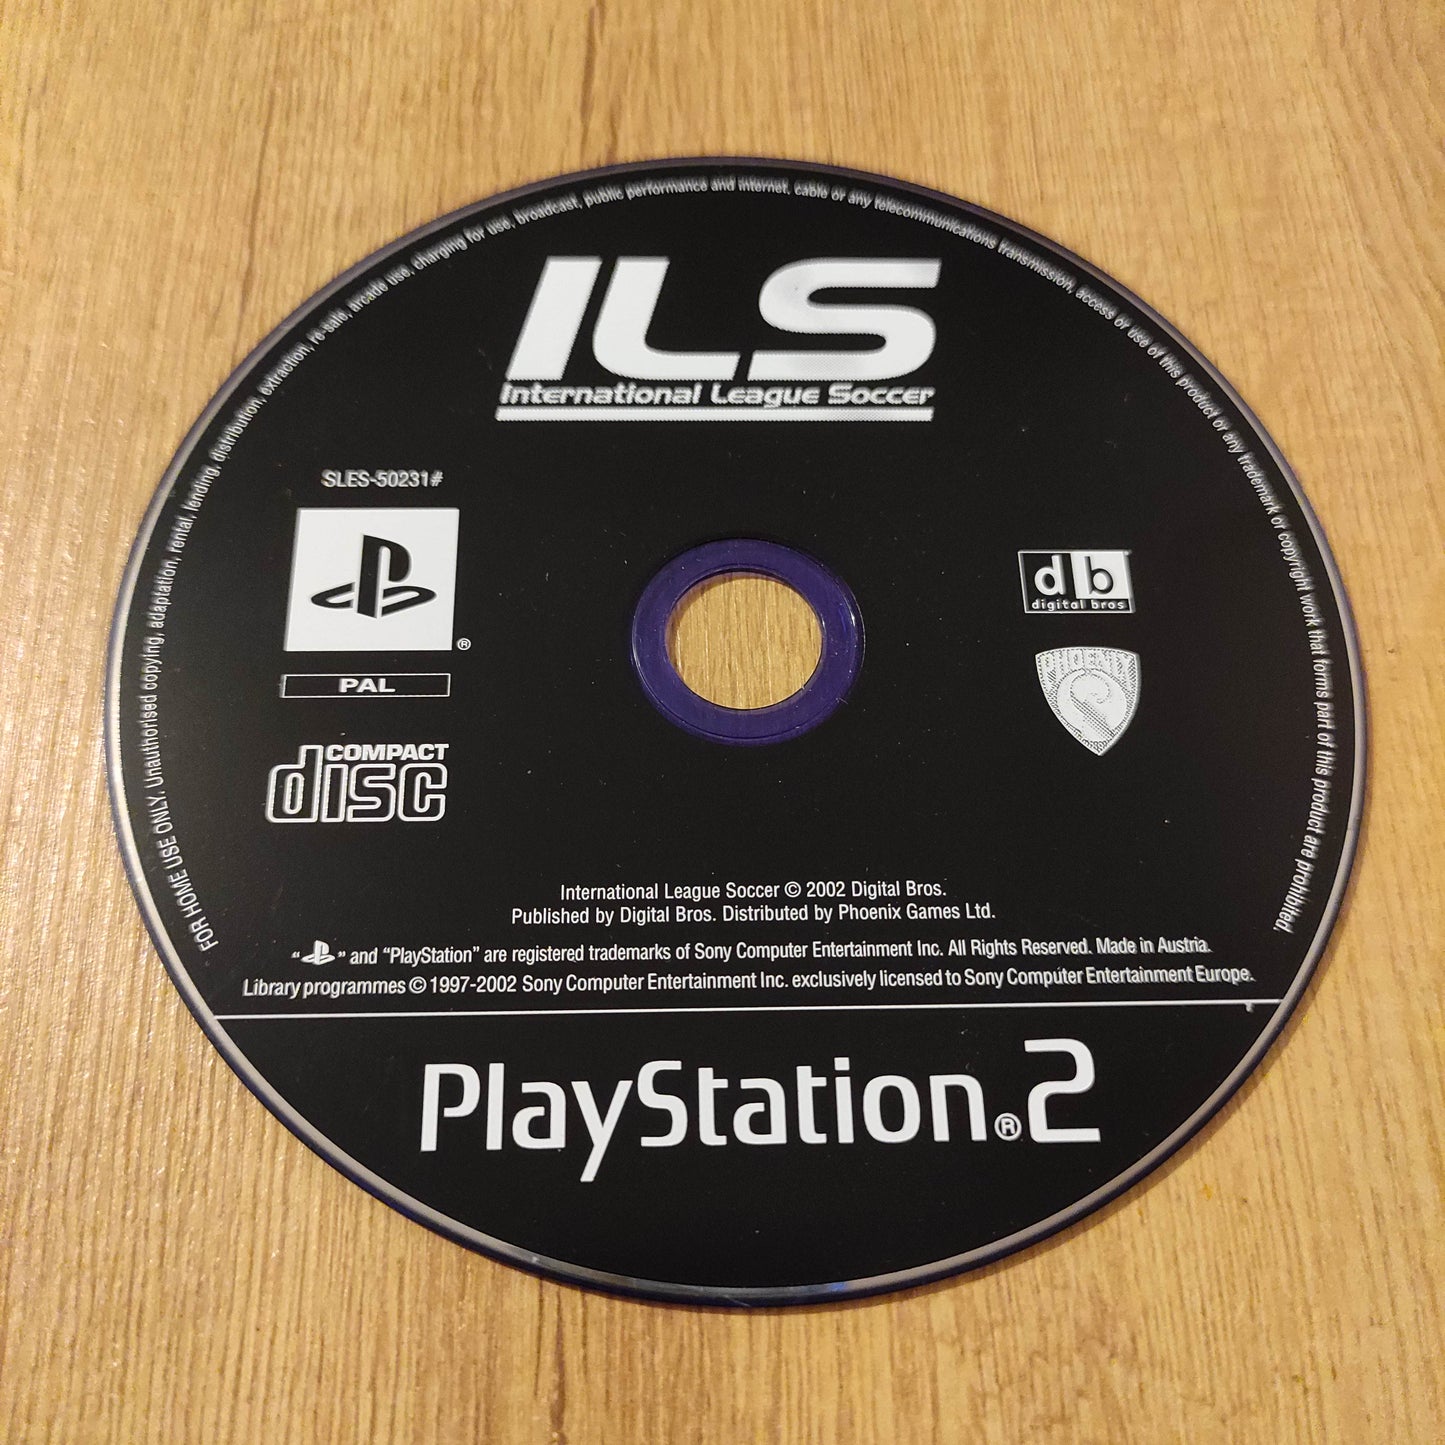 FOR HOME USE ONLY. Unauthorised copying, adaptation, rental, lending, distribution, extraction, re-sale, arcade use, charging for use, broadcast, public performance and internet, cable or any telecommunications transmission, access or use of this product or any trademark or copyright work that forms part of this product are prohibited.
ILS
International League Soccer
SLES-50231#
®
PAL
COMPACT
disc
db
digital bros
PHOENIX
International League Soccer © 2002 Digital Bros.
Published by Digital Bros. Distributed by Phoenix Games Ltd.
“PS” and “PlayStation” are registered trademarks of Sony Computer Entertainment Inc. All Rights Reserved. Made in Austria.
Library programmes © 1997-2002 Sony Computer Entertainment Inc. exclusively licensed to Sony Computer Entertainment Europe.
PlayStation®2